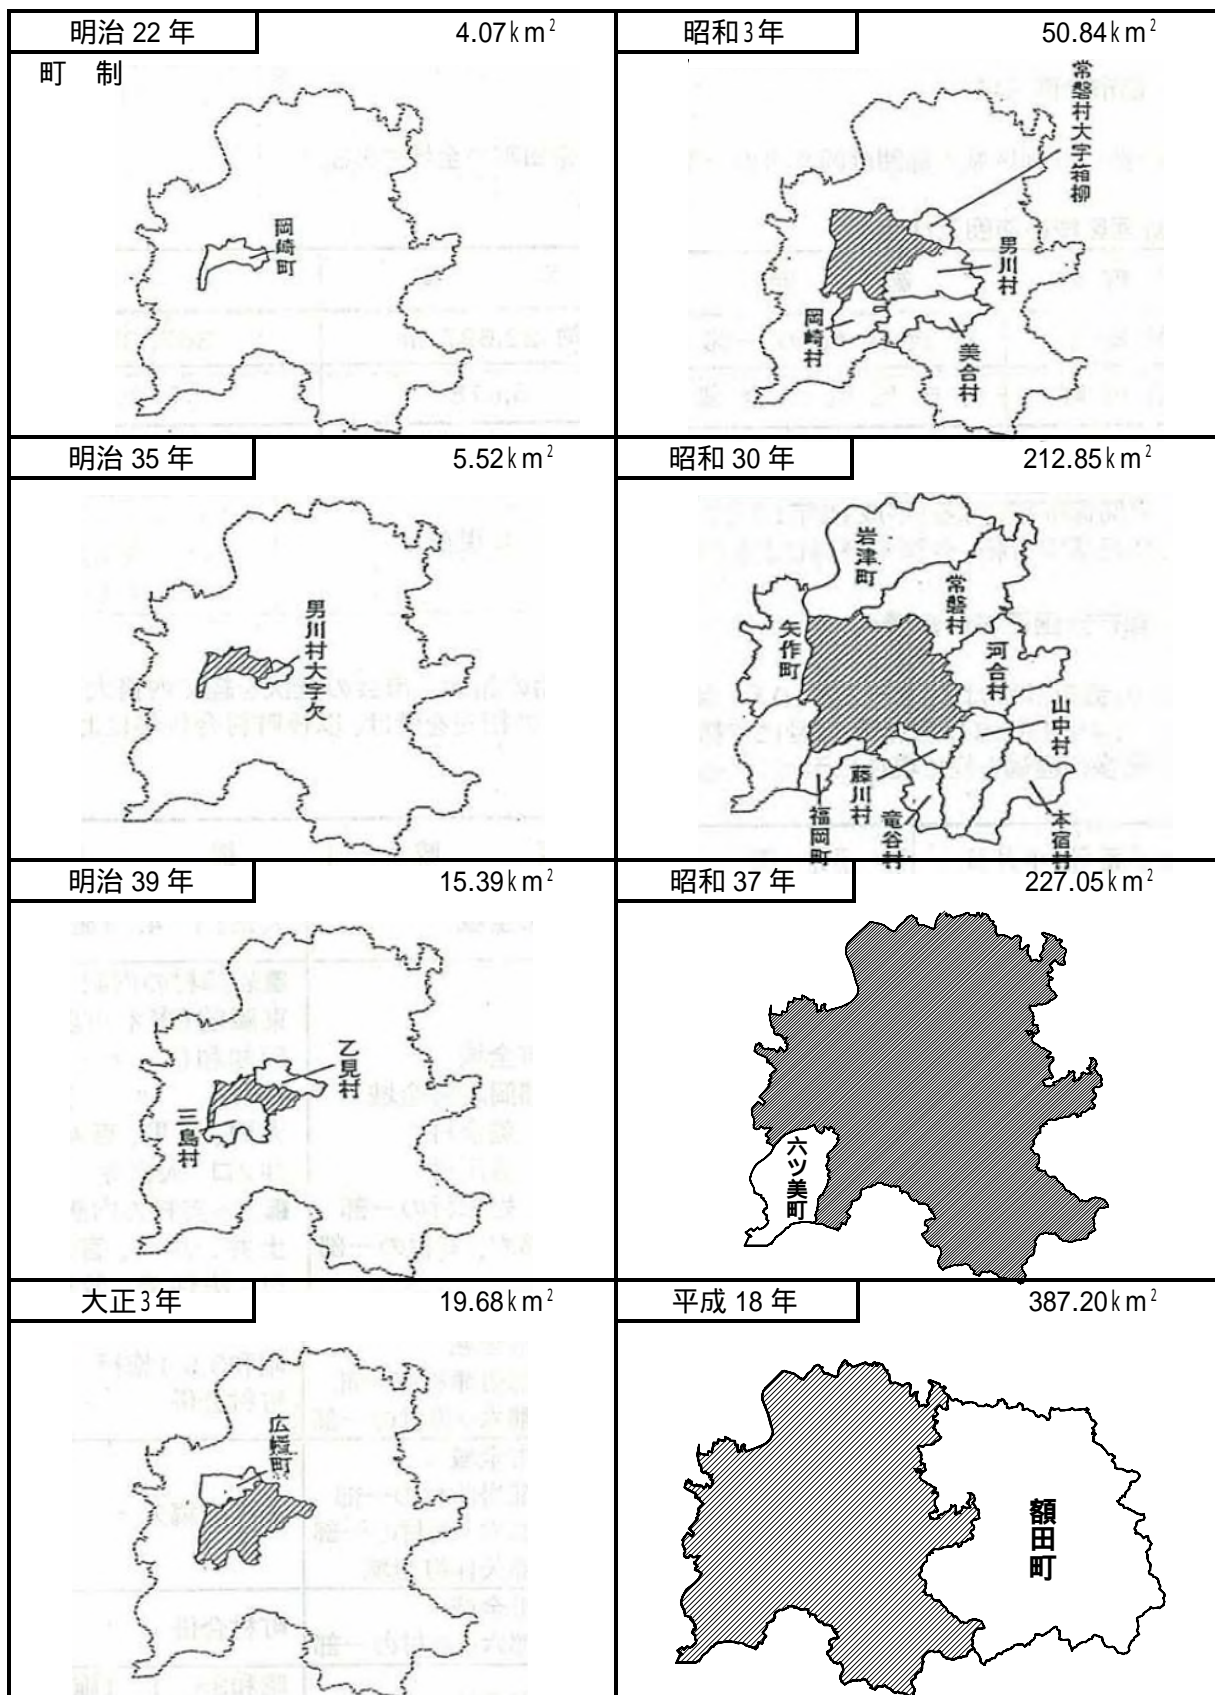 明治 22 年 4.07ｋｍ²
町 制
岡崎町
明治 35 年 5.52ｋｍ²
男川村大字欠
明治 39 年 15.39ｋｍ²
乙見村
三島村
大正3年 19.68ｋｍ²
広幡町
昭和3年 50.84ｋｍ²
常磐村大字箱柳
男川村
岡崎村
美合村
昭和 30 年 212.85ｋｍ²
岩津町
常磐村
矢作町
河合村
山中村
藤川村
福岡町
竜谷村
本宿村
昭和 37 年 227.05ｋｍ²
六ツ美町
平成 18 年 387.20ｋｍ²
額田町